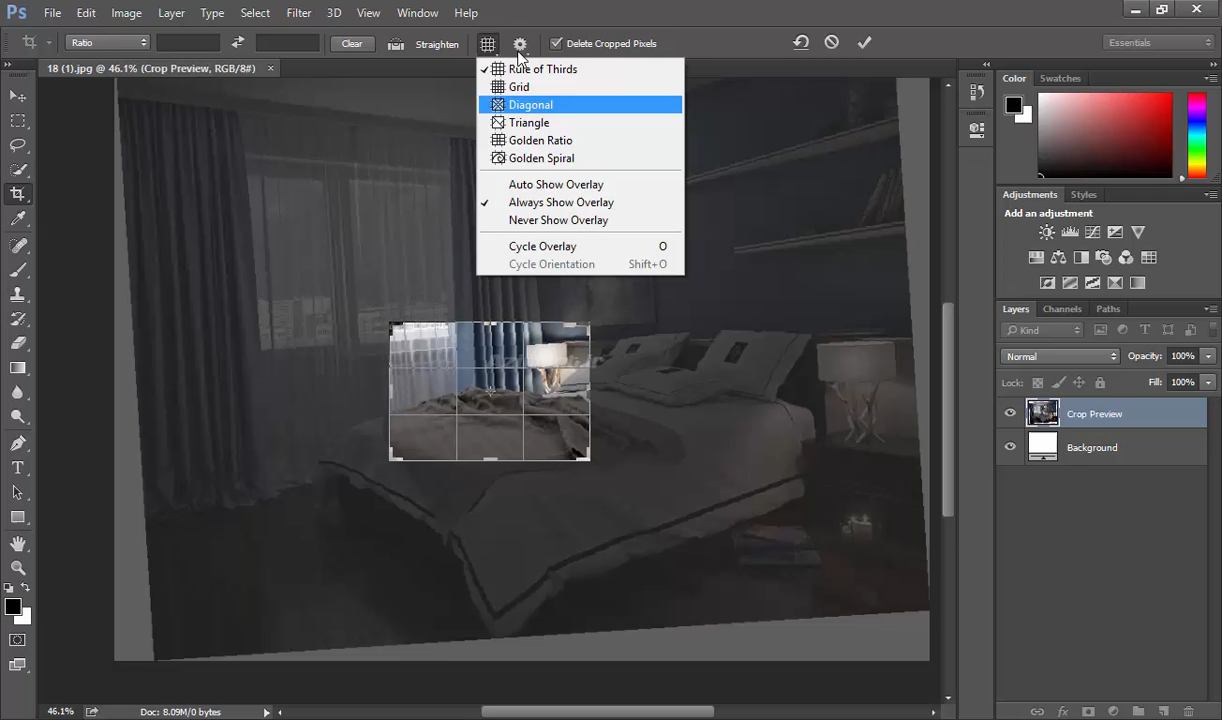 Ps File Edit Image Layer Type Select Filter 3D View Window Help
Ratio Clear Straighten Delete Cropped Pixels Essentials
18 (1).jpg @ 46.1% (Crop Preview, RGB/8#) ×
Rule of Thirds
Grid
Diagonal
Triangle
Golden Ratio
Golden Spiral
Auto Show Overlay
Always Show Overlay
Never Show Overlay
Cycle Overlay O
Cycle Orientation Shift+O
Color Swatches
Adjustments Styles
Add an adjustment
Layers Channels Paths
Kind
Normal Opacity: 100%
Lock: Fill: 100%
Crop Preview
Background
46.1% Doc: 8.09M/0 bytes